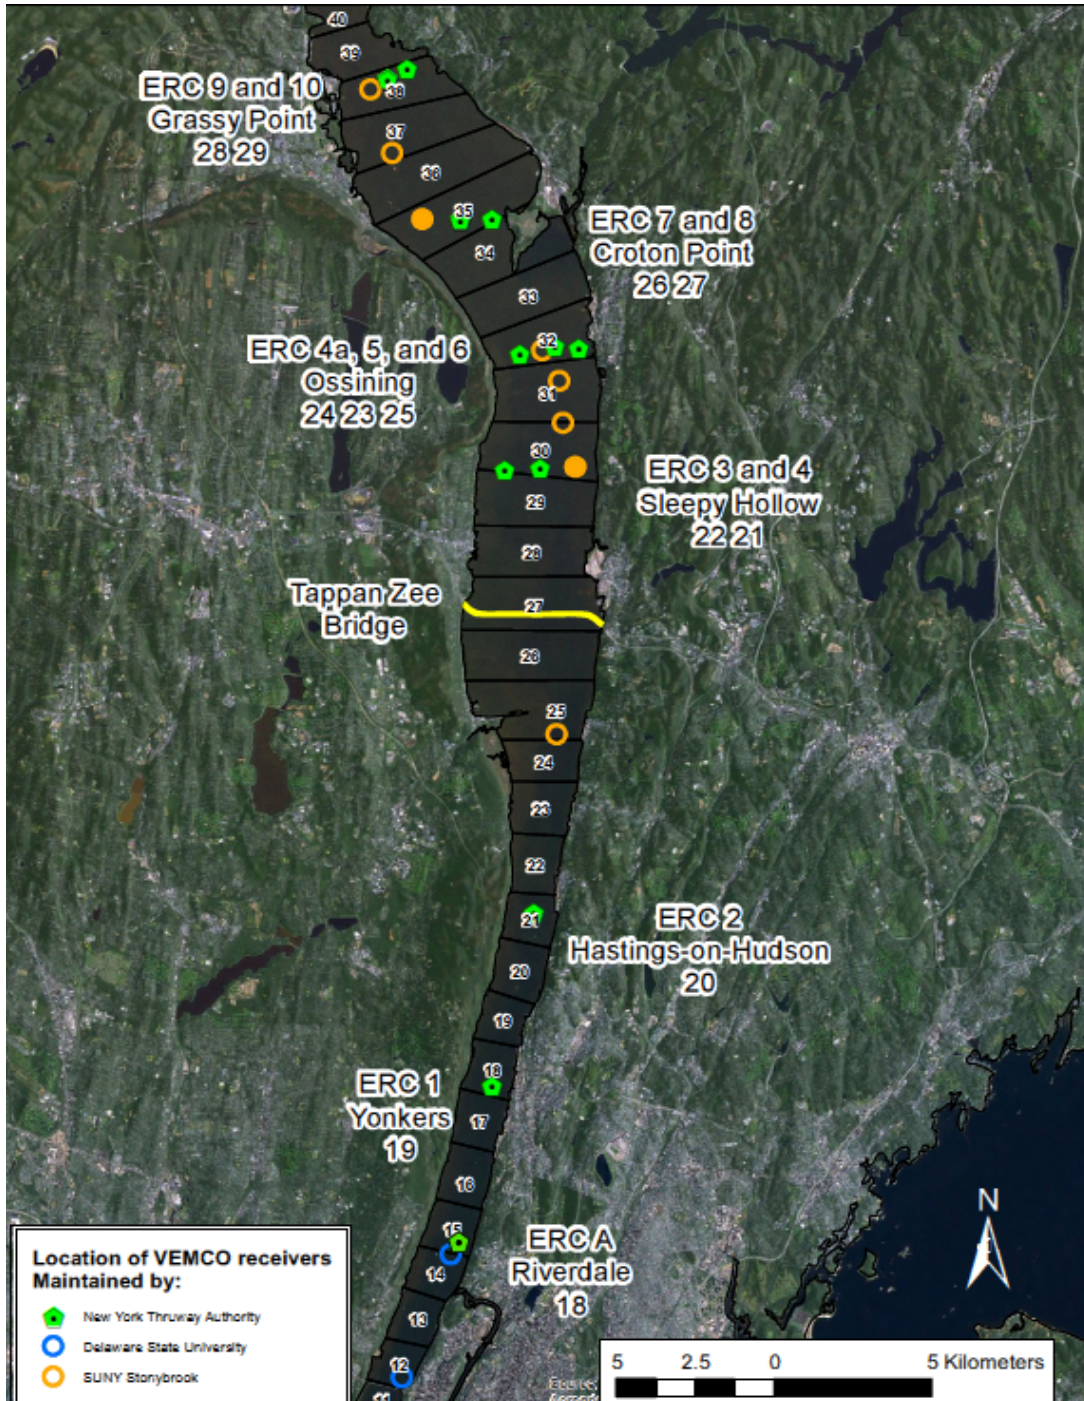 40
39
ERC 9 and 10
Grassy Point
28 29
38
37
36
35
34
ERC 7 and 8
Croton Point
26 27
33
32
ERC 4a, 5, and 6
Ossining
24 23 25
31
30
ERC 3 and 4
Sleepy Hollow
22 21
29
28
Tappan Zee
Bridge
27
26
25
24
23
22
21
ERC 2
Hastings-on-Hudson
20
20
19
18
ERC 1
Yonkers
19
17
16
15
14
ERC A
Riverdale
18
N
13
12
11
Location of VEMCO receivers
Maintained by:
New York Thruway Authority
Delaware State University
SUNY Stonybrook
5 2.5 0 5 Kilometers